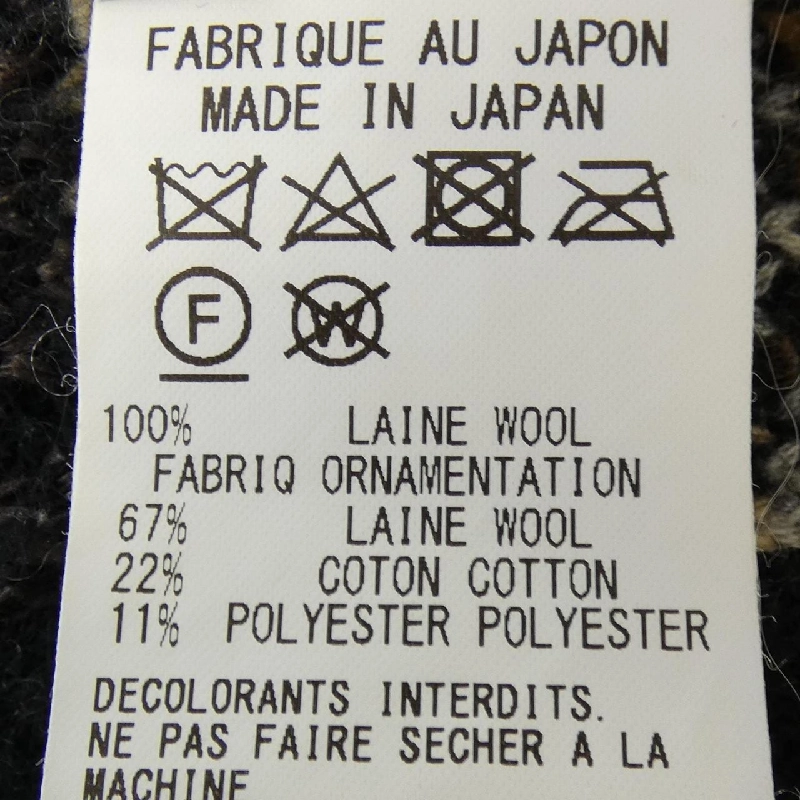 FABRIQUE AU JAPON
MADE IN JAPAN
F W
100% LAINE WOOL
FABRIQ ORNAMENTATION
67% LAINE WOOL
22% COTON COTTON
11% POLYESTER POLYESTER
DECOLORANTS INTERDITS.
NE PAS FAIRE SECHER A LA
MACHINE